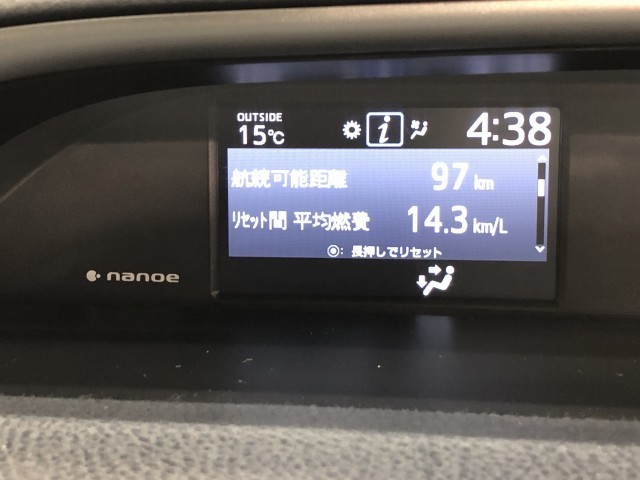 OUTSIDE
15℃
4:38
航続可能距離 97 km
リセット間 平均燃費 14.3 km/L
◉: 長押しでリセット
nanoe